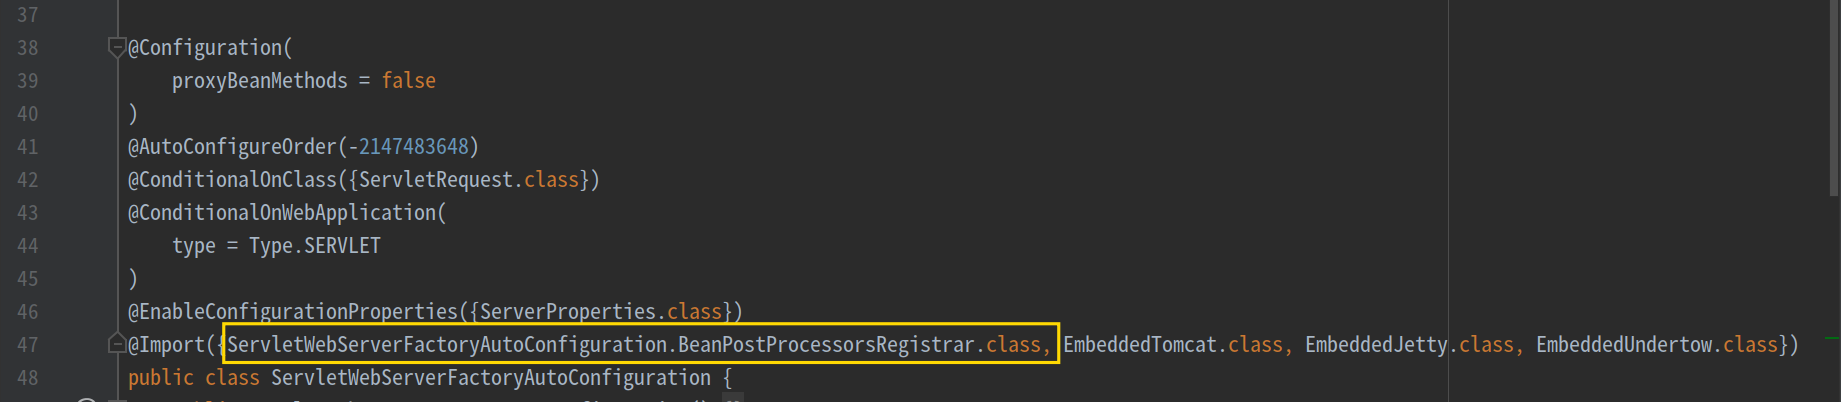 37
38 @Configuration(
39 proxyBeanMethods = false
40 )
41 @AutoConfigureOrder(-2147483648)
42 @ConditionalOnClass({ServletRequest.class})
43 @ConditionalOnWebApplication(
44 type = Type.SERVLET
45 )
46 @EnableConfigurationProperties({ServerProperties.class})
47 @Import({ServletWebServerFactoryAutoConfiguration.BeanPostProcessorsRegistrar.class, EmbeddedTomcat.class, EmbeddedJetty.class, EmbeddedUndertow.class})
48 public class ServletWebServerFactoryAutoConfiguration {